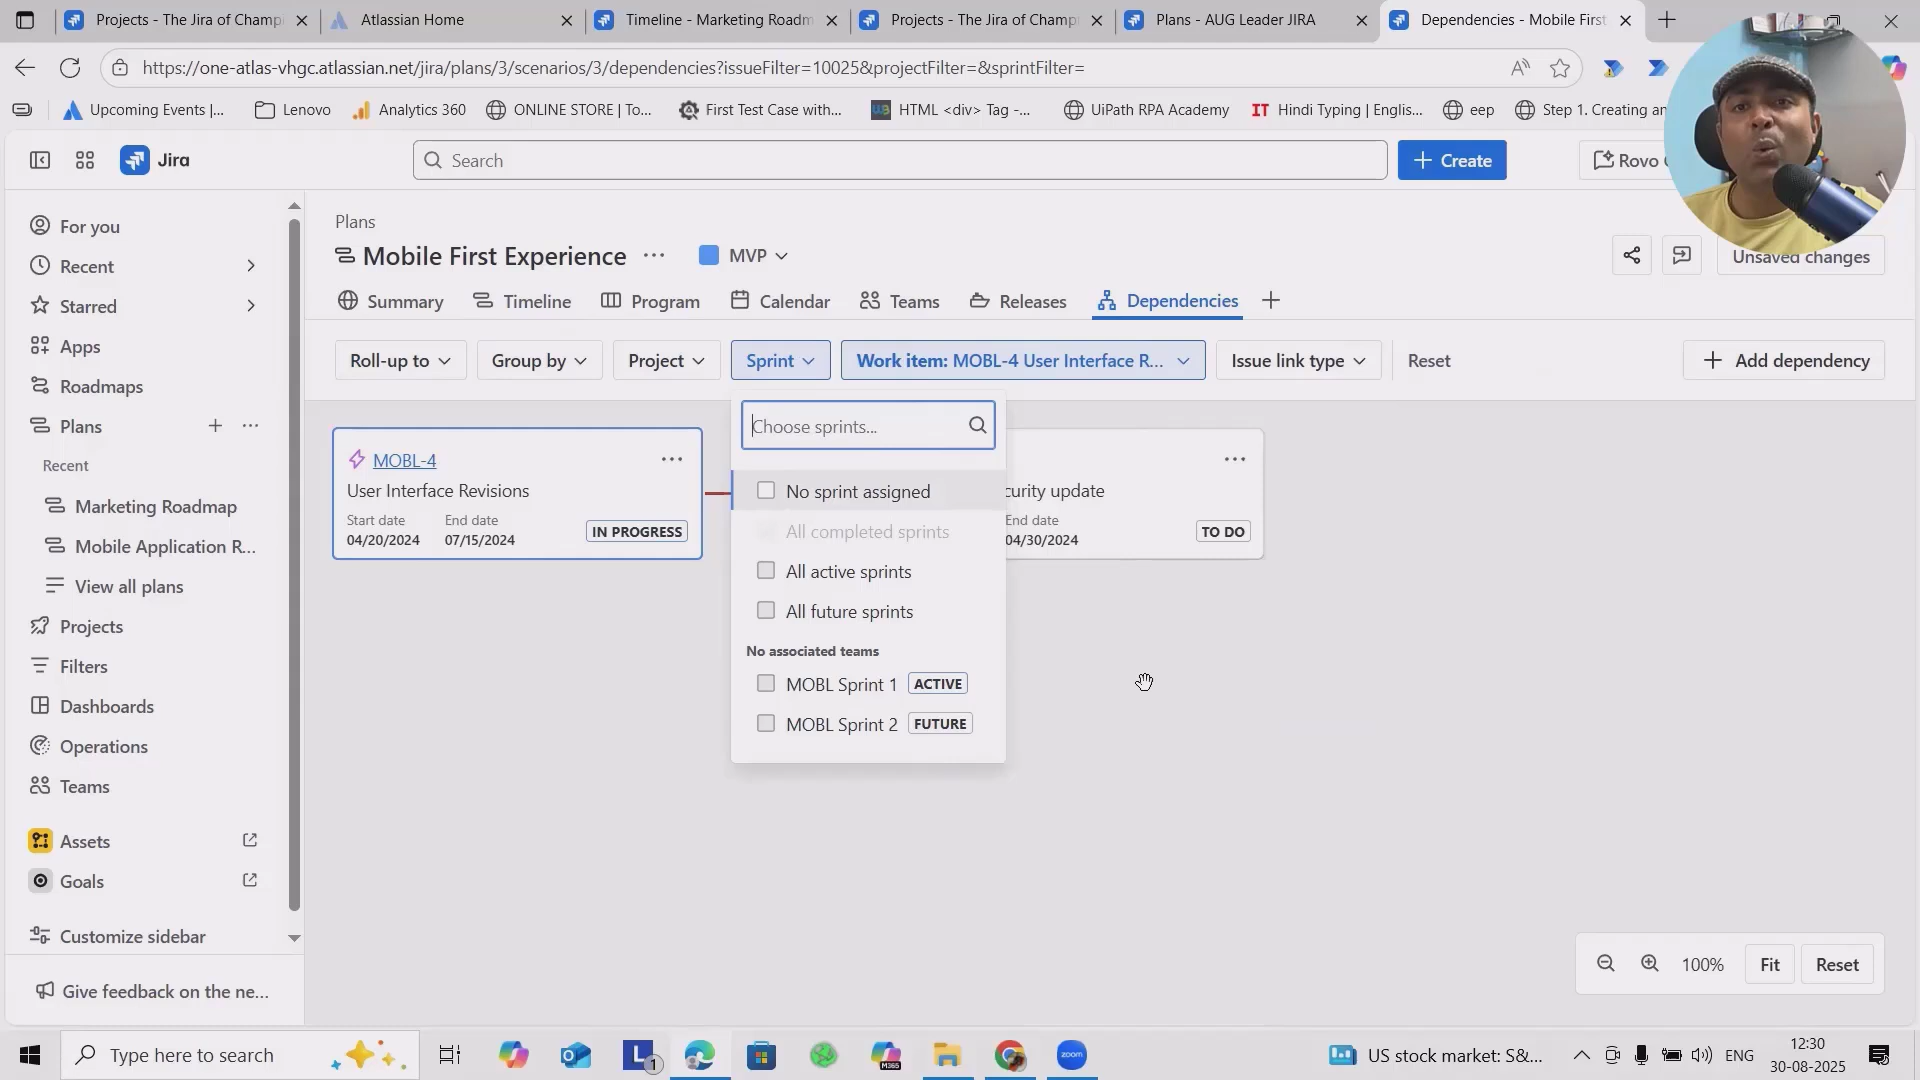 Projects - The Jira of Champi
Atlassian Home
Timeline - Marketing Roadm
Projects - The Jira of Champi
Plans - AUG Leader JIRA
Dependencies - Mobile First
https://one-atlas-vhgc.atlassian.net/jira/plans/3/scenarios/3/dependencies?issueFilter=10025&projectFilter=&sprintFilter=
Upcoming Events |...
Lenovo
Analytics 360
ONLINE STORE | To...
First Test Case with...
HTML <div> Tag -...
UiPath RPA Academy
IT Hindi Typing | Englis...
eep
Step 1. Creating an
Jira
Search
Create
Rovo
For you
Recent
Starred
Apps
Roadmaps
Plans
Recent
Marketing Roadmap
Mobile Application R...
View all plans
Projects
Filters
Dashboards
Operations
Teams
Assets
Goals
Customize sidebar
Give feedback on the ne...
Plans
Mobile First Experience
MVP
Unsaved changes
Summary
Timeline
Program
Calendar
Teams
Releases
Dependencies
Roll-up to
Group by
Project
Sprint
Work item: MOBL-4 User Interface R...
Issue link type
Reset
Add dependency
MOBL-4
User Interface Revisions
Start date
04/20/2024
End date
07/15/2024
IN PROGRESS
Choose sprints...
No sprint assigned
All completed sprints
All active sprints
All future sprints
No associated teams
MOBL Sprint 1 ACTIVE
MOBL Sprint 2 FUTURE
curity update
End date
04/30/2024
TO DO
100%
Fit
Reset
Type here to search
L
1
M365
zoom
US stock market: S&...
ENG
12:30
30-08-2025